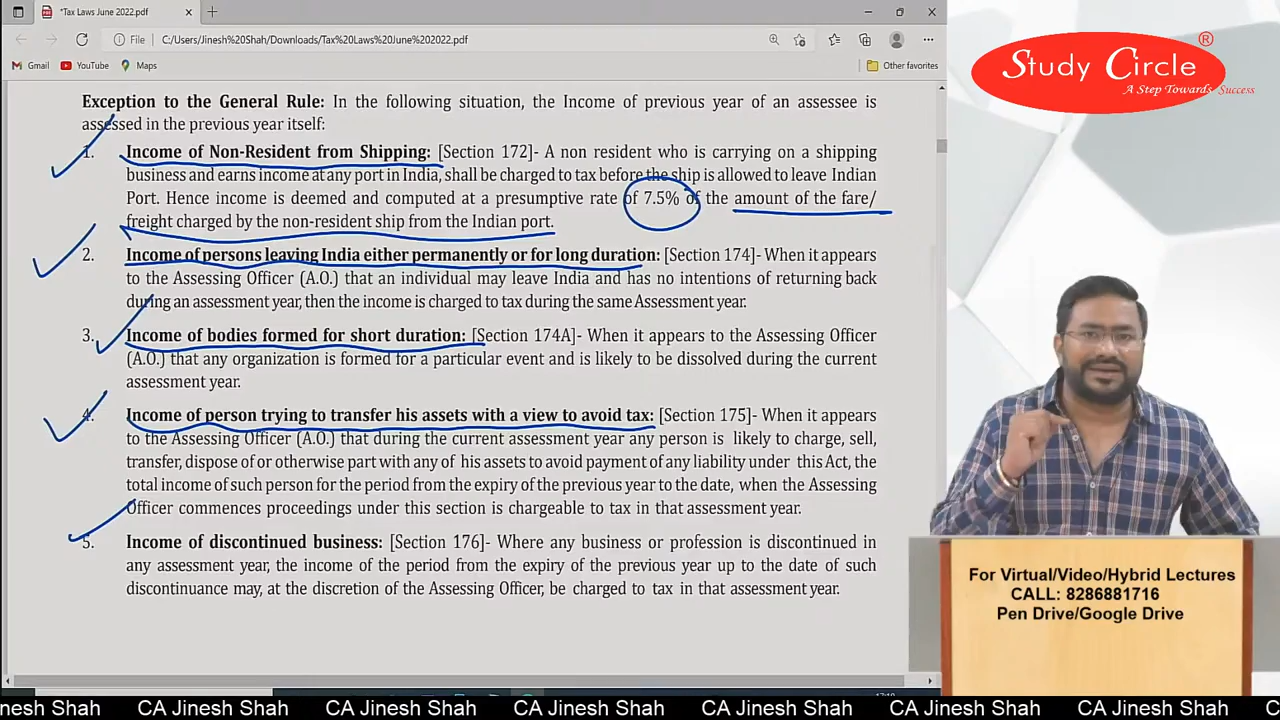 *Tax Laws June 2022.pdf
File
C:/Users/Jinesh%20Shah/Downloads/Tax%20Laws%20June%202022.pdf
Gmail
YouTube
Maps
Other favorites
Exception to the General Rule: In the following situation, the Income of previous year of an assessee is
assessed in the previous year itself:
1. Income of Non-Resident from Shipping: [Section 172]- A non resident who is carrying on a shipping
business and earns income at any port in India, shall be charged to tax before the ship is allowed to leave Indian
Port. Hence income is deemed and computed at a presumptive rate of 7.5% of the amount of the fare/
freight charged by the non-resident ship from the Indian port.
2. Income of persons leaving India either permanently or for long duration: [Section 174]- When it appears
to the Assessing Officer (A.O.) that an individual may leave India and has no intentions of returning back
during an assessment year, then the income is charged to tax during the same Assessment year.
3. Income of bodies formed for short duration: [Section 174A]- When it appears to the Assessing Officer
(A.O.) that any organization is formed for a particular event and is likely to be dissolved during the current
assessment year.
4. Income of person trying to transfer his assets with a view to avoid tax: [Section 175]- When it appears
to the Assessing Officer (A.O.) that during the current assessment year any person is likely to charge, sell,
transfer, dispose of or otherwise part with any of his assets to avoid payment of any liability under this Act, the
total income of such person for the period from the expiry of the previous year to the date, when the Assessing
Officer commences proceedings under this section is chargeable to tax in that assessment year.
5. Income of discontinued business: [Section 176]- Where any business or profession is discontinued in
any assessment year, the income of the period from the expiry of the previous year up to the date of such
discontinuance may, at the discretion of the Assessing Officer, be charged to tax in that assessment year.
Study Circle ®
A Step Towards Success
For Virtual/Video/Hybrid Lectures
CALL: 8286881716
Pen Drive/Google Drive
inesh Shah CA Jinesh Shah CA Jinesh Shah CA Jinesh Shah CA Jinesh Shah CA Jinesh Shah CA Jinesh Shah C